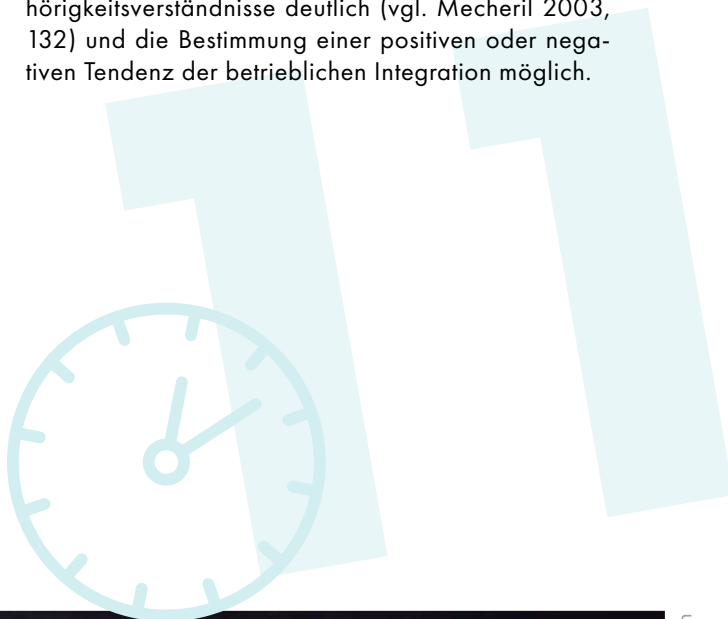 hörigkeitsverständnisse deutlich (vgl. Mecheril 2003,
132) und die Bestimmung einer positiven oder nega-
tiven Tendenz der betrieblichen Integration möglich.
11